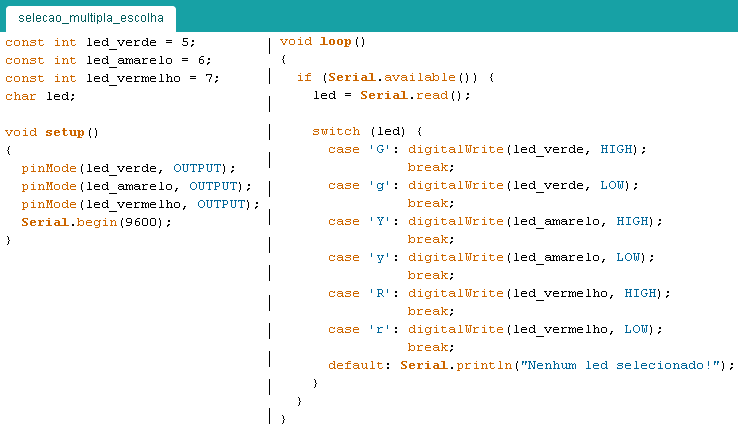 selecao_multipla_escolha
const int led_verde = 5;
const int led_amarelo = 6;
const int led_vermelho = 7;
char led;
void setup()
{
pinMode(led_verde, OUTPUT);
pinMode(led_amarelo, OUTPUT);
pinMode(led_vermelho, OUTPUT);
Serial.begin(9600);
}
void loop()
{
if (Serial.available()) {
led = Serial.read();
switch (led) {
case 'G': digitalWrite(led_verde, HIGH);
break;
case 'g': digitalWrite(led_verde, LOW);
break;
case 'Y': digitalWrite(led_amarelo, HIGH);
break;
case 'y': digitalWrite(led_amarelo, LOW);
break;
case 'R': digitalWrite(led_vermelho, HIGH);
break;
case 'r': digitalWrite(led_vermelho, LOW);
break;
default: Serial.println("Nenhum led selecionado!");
}
}
}